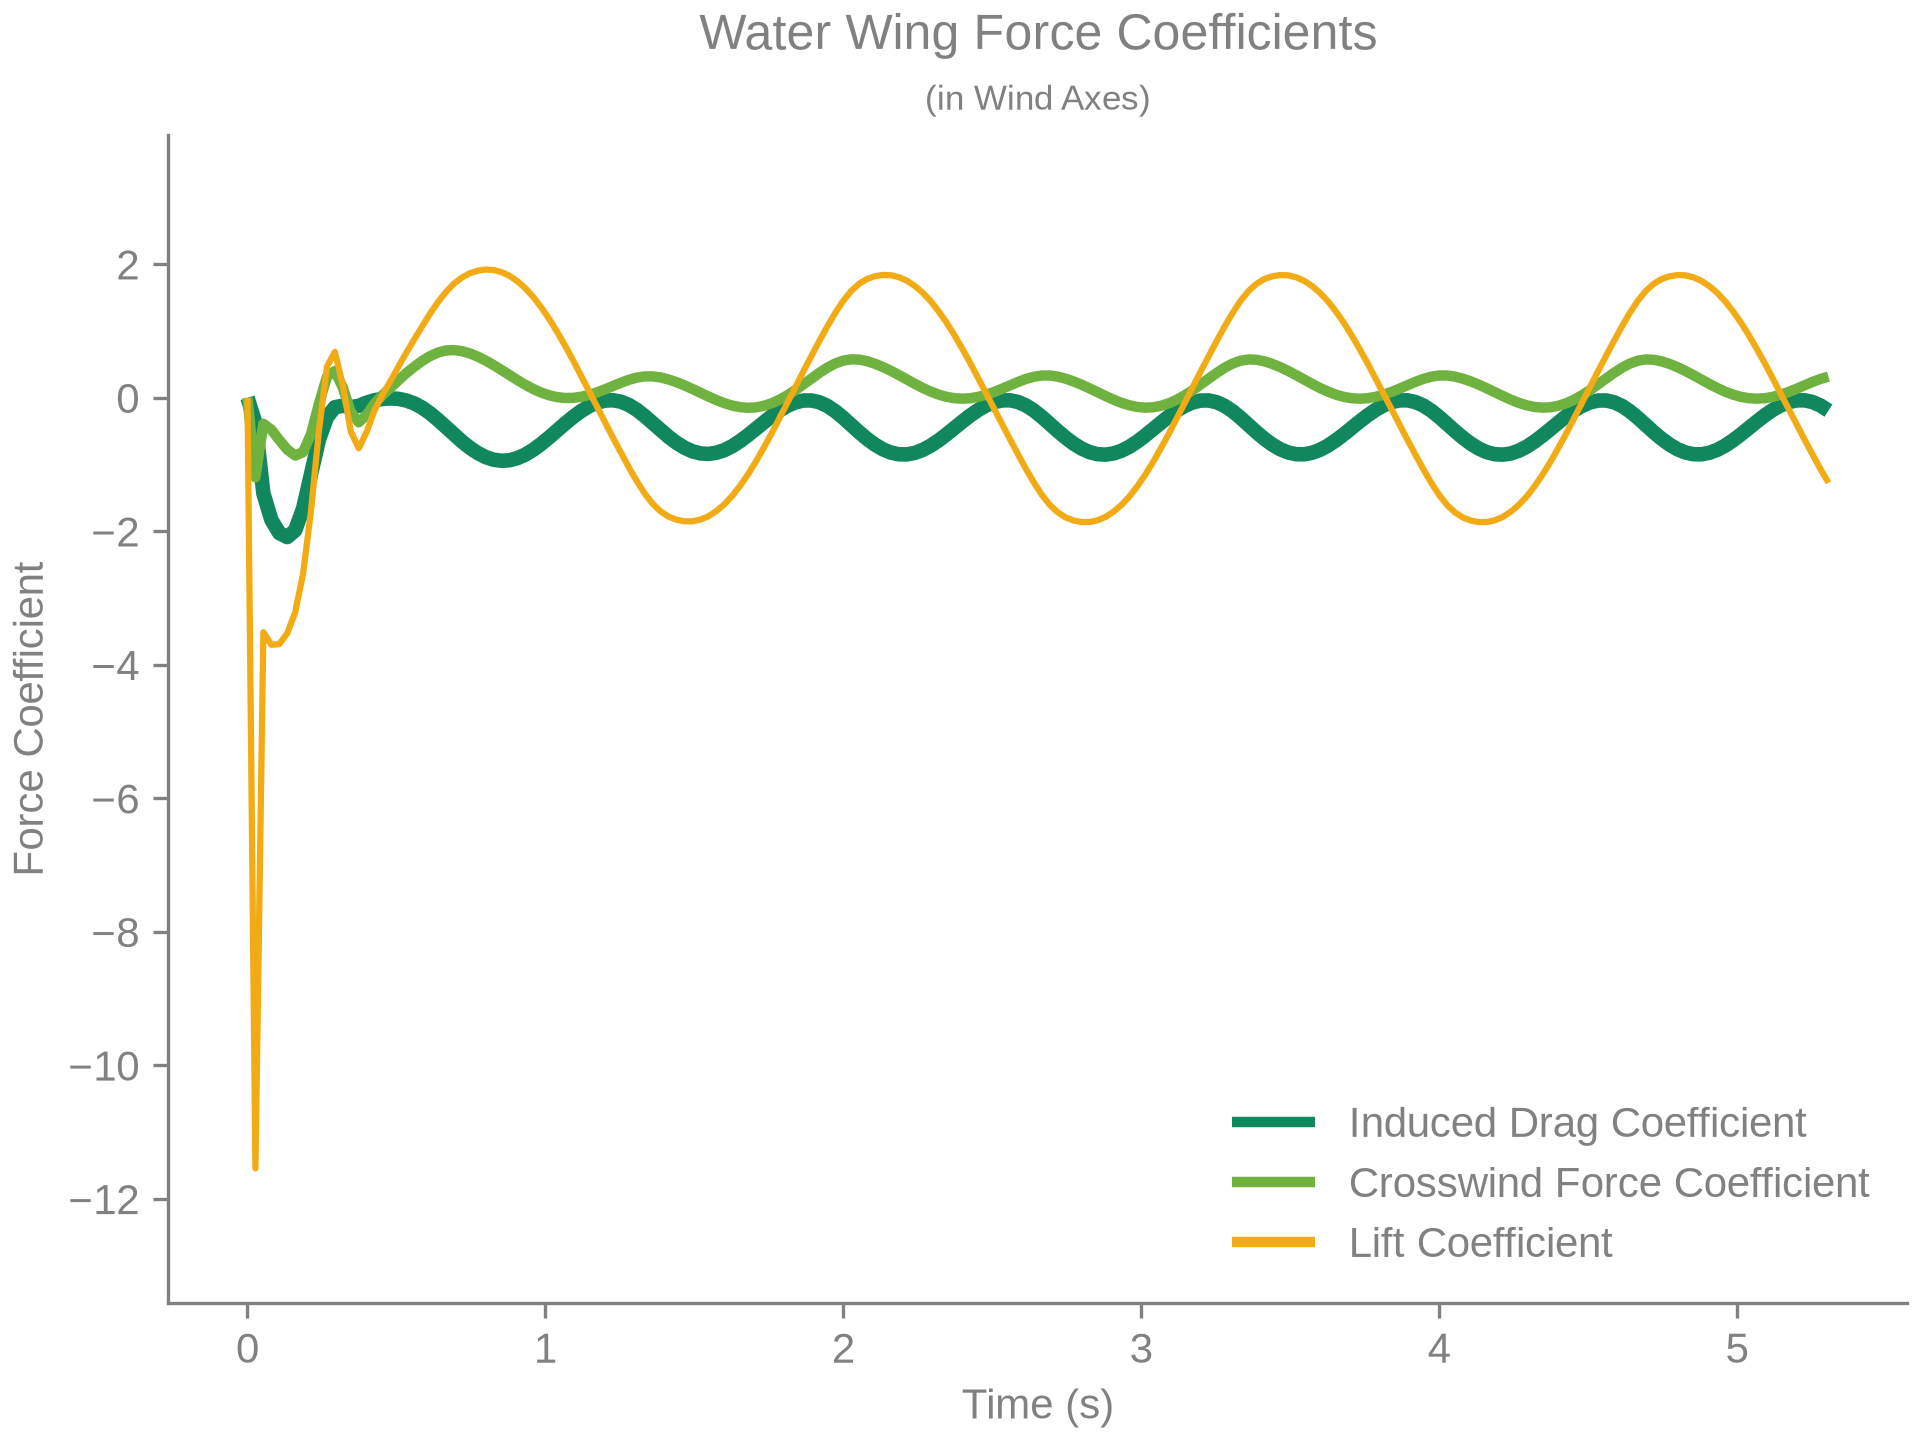 Water Wing Force Coefficients
(in Wind Axes)
Force Coefficient
2
0
−2
−4
−6
−8
−10
−12
Induced Drag Coefficient
Crosswind Force Coefficient
Lift Coefficient
0 1 2 3 4 5
Time (s)